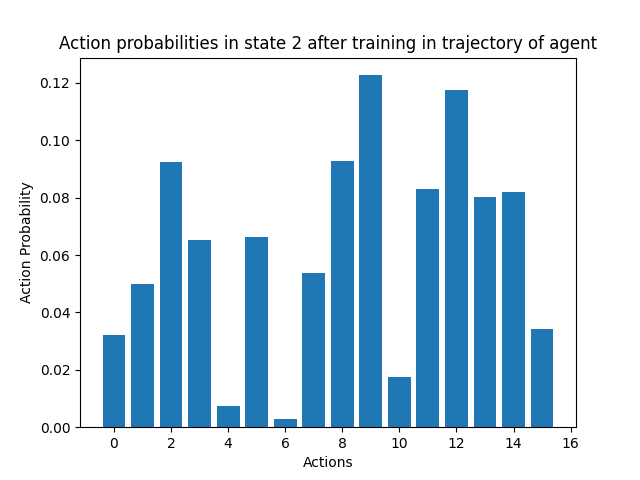 Action probabilities in state 2 after training in trajectory of agent
0.12
0.10
0.08
0.06
0.04
0.02
0.00
Action Probability
0 2 4 6 8 10 12 14 16
Actions